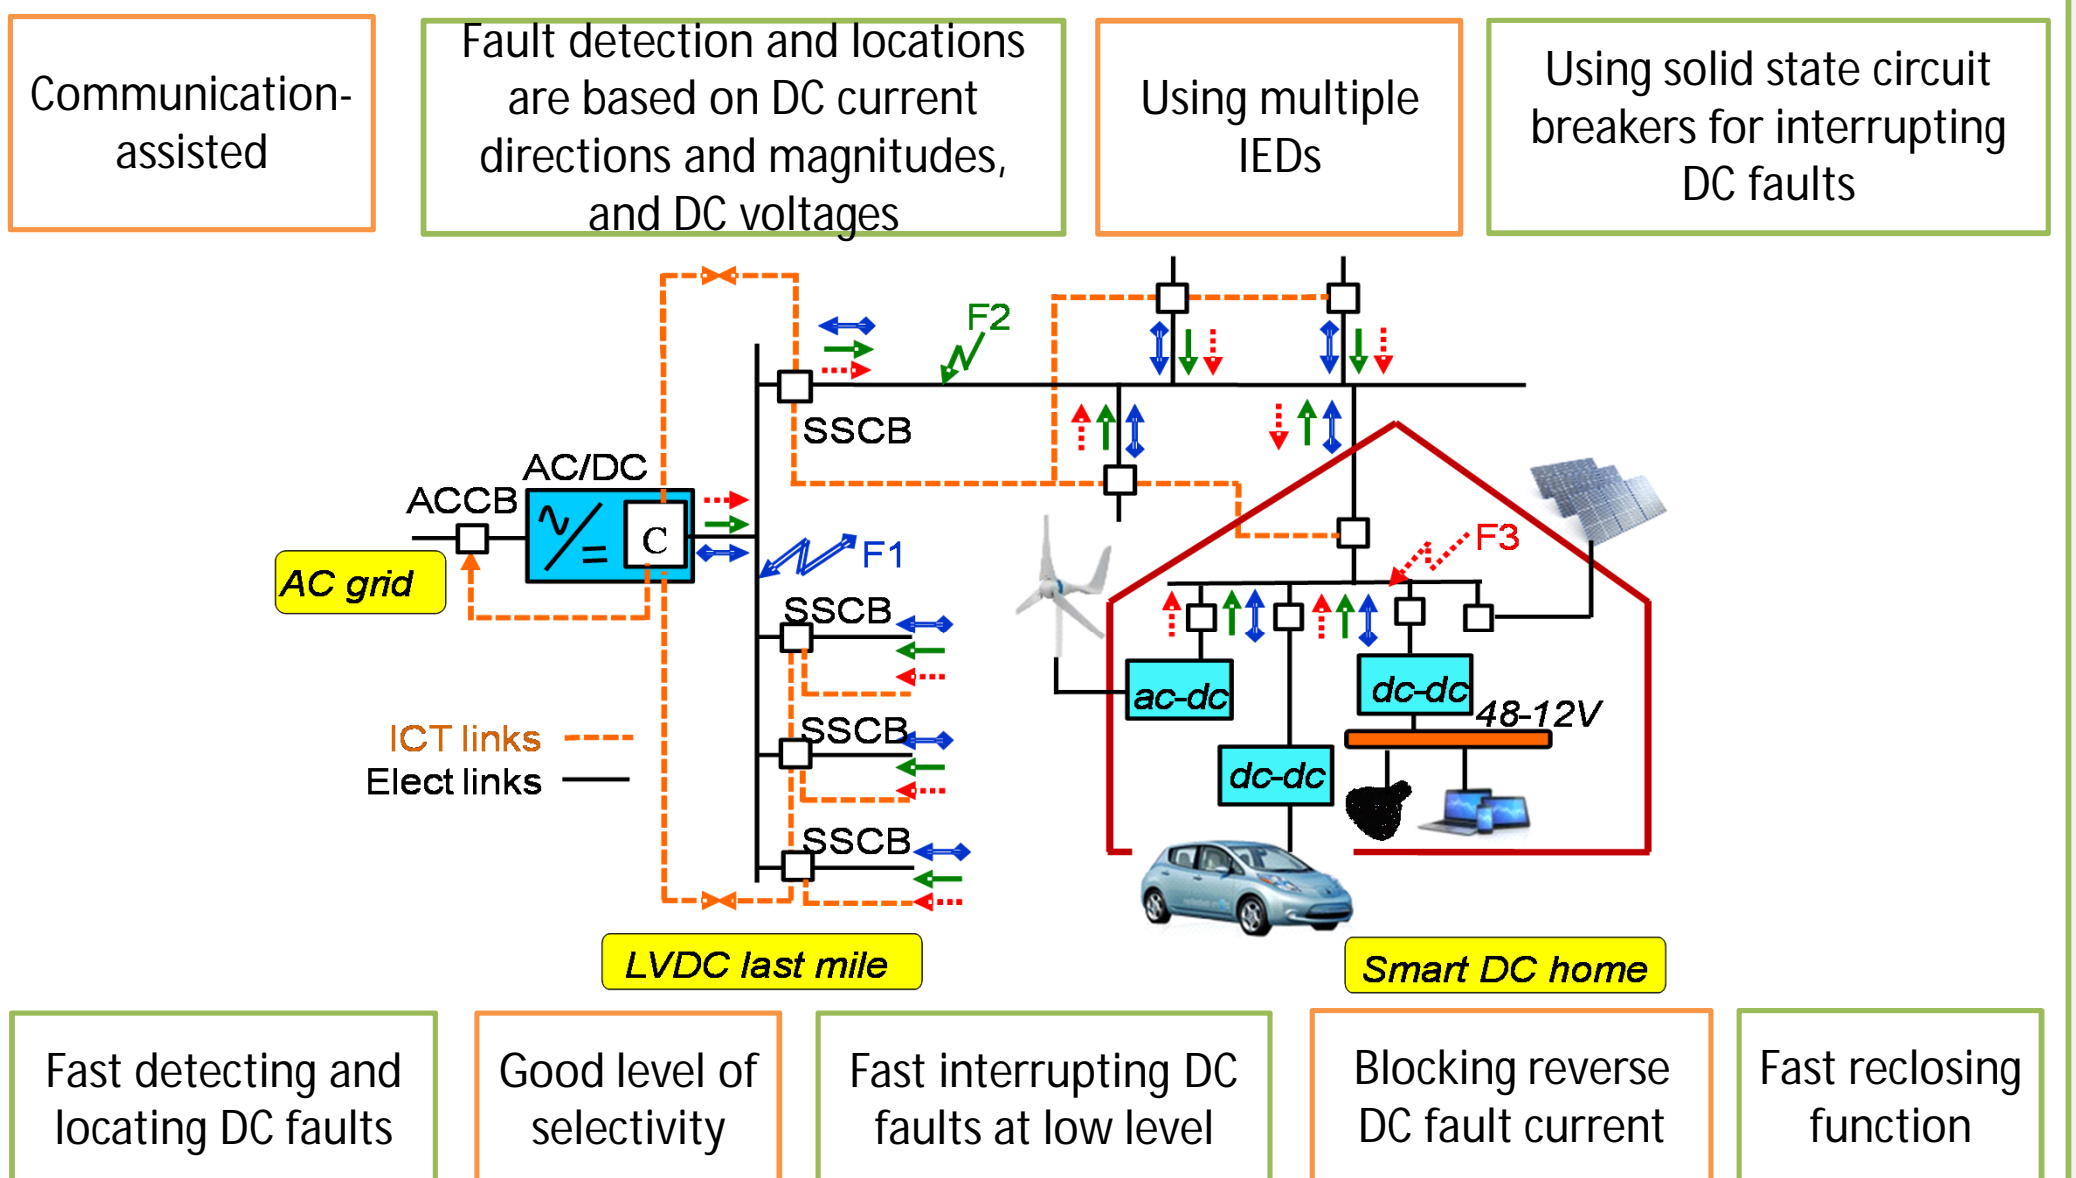 Communication-
assisted
Fault detection and locations
are based on DC current
directions and magnitudes,
and DC voltages
Using multiple
IEDs
Using solid state circuit
breakers for interrupting
DC faults
F2
SSCB
AC/DC
ACCB
C
F1
F3
AC grid
SSCB
ac-dc
dc-dc
48-12V
SSCB
ICT links
Elect links
dc-dc
SSCB
LVDC last mile
Smart DC home
Fast detecting and
locating DC faults
Good level of
selectivity
Fast interrupting DC
faults at low level
Blocking reverse
DC fault current
Fast reclosing
function